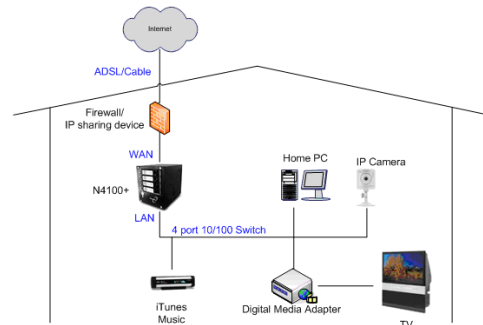 Internet
ADSL/Cable
Firewall/
IP sharing device
WAN
Home PC
IP Camera
N4100+
LAN
4 port 10/100 Switch
iTunes
Music
Digital Media Adapter
TV